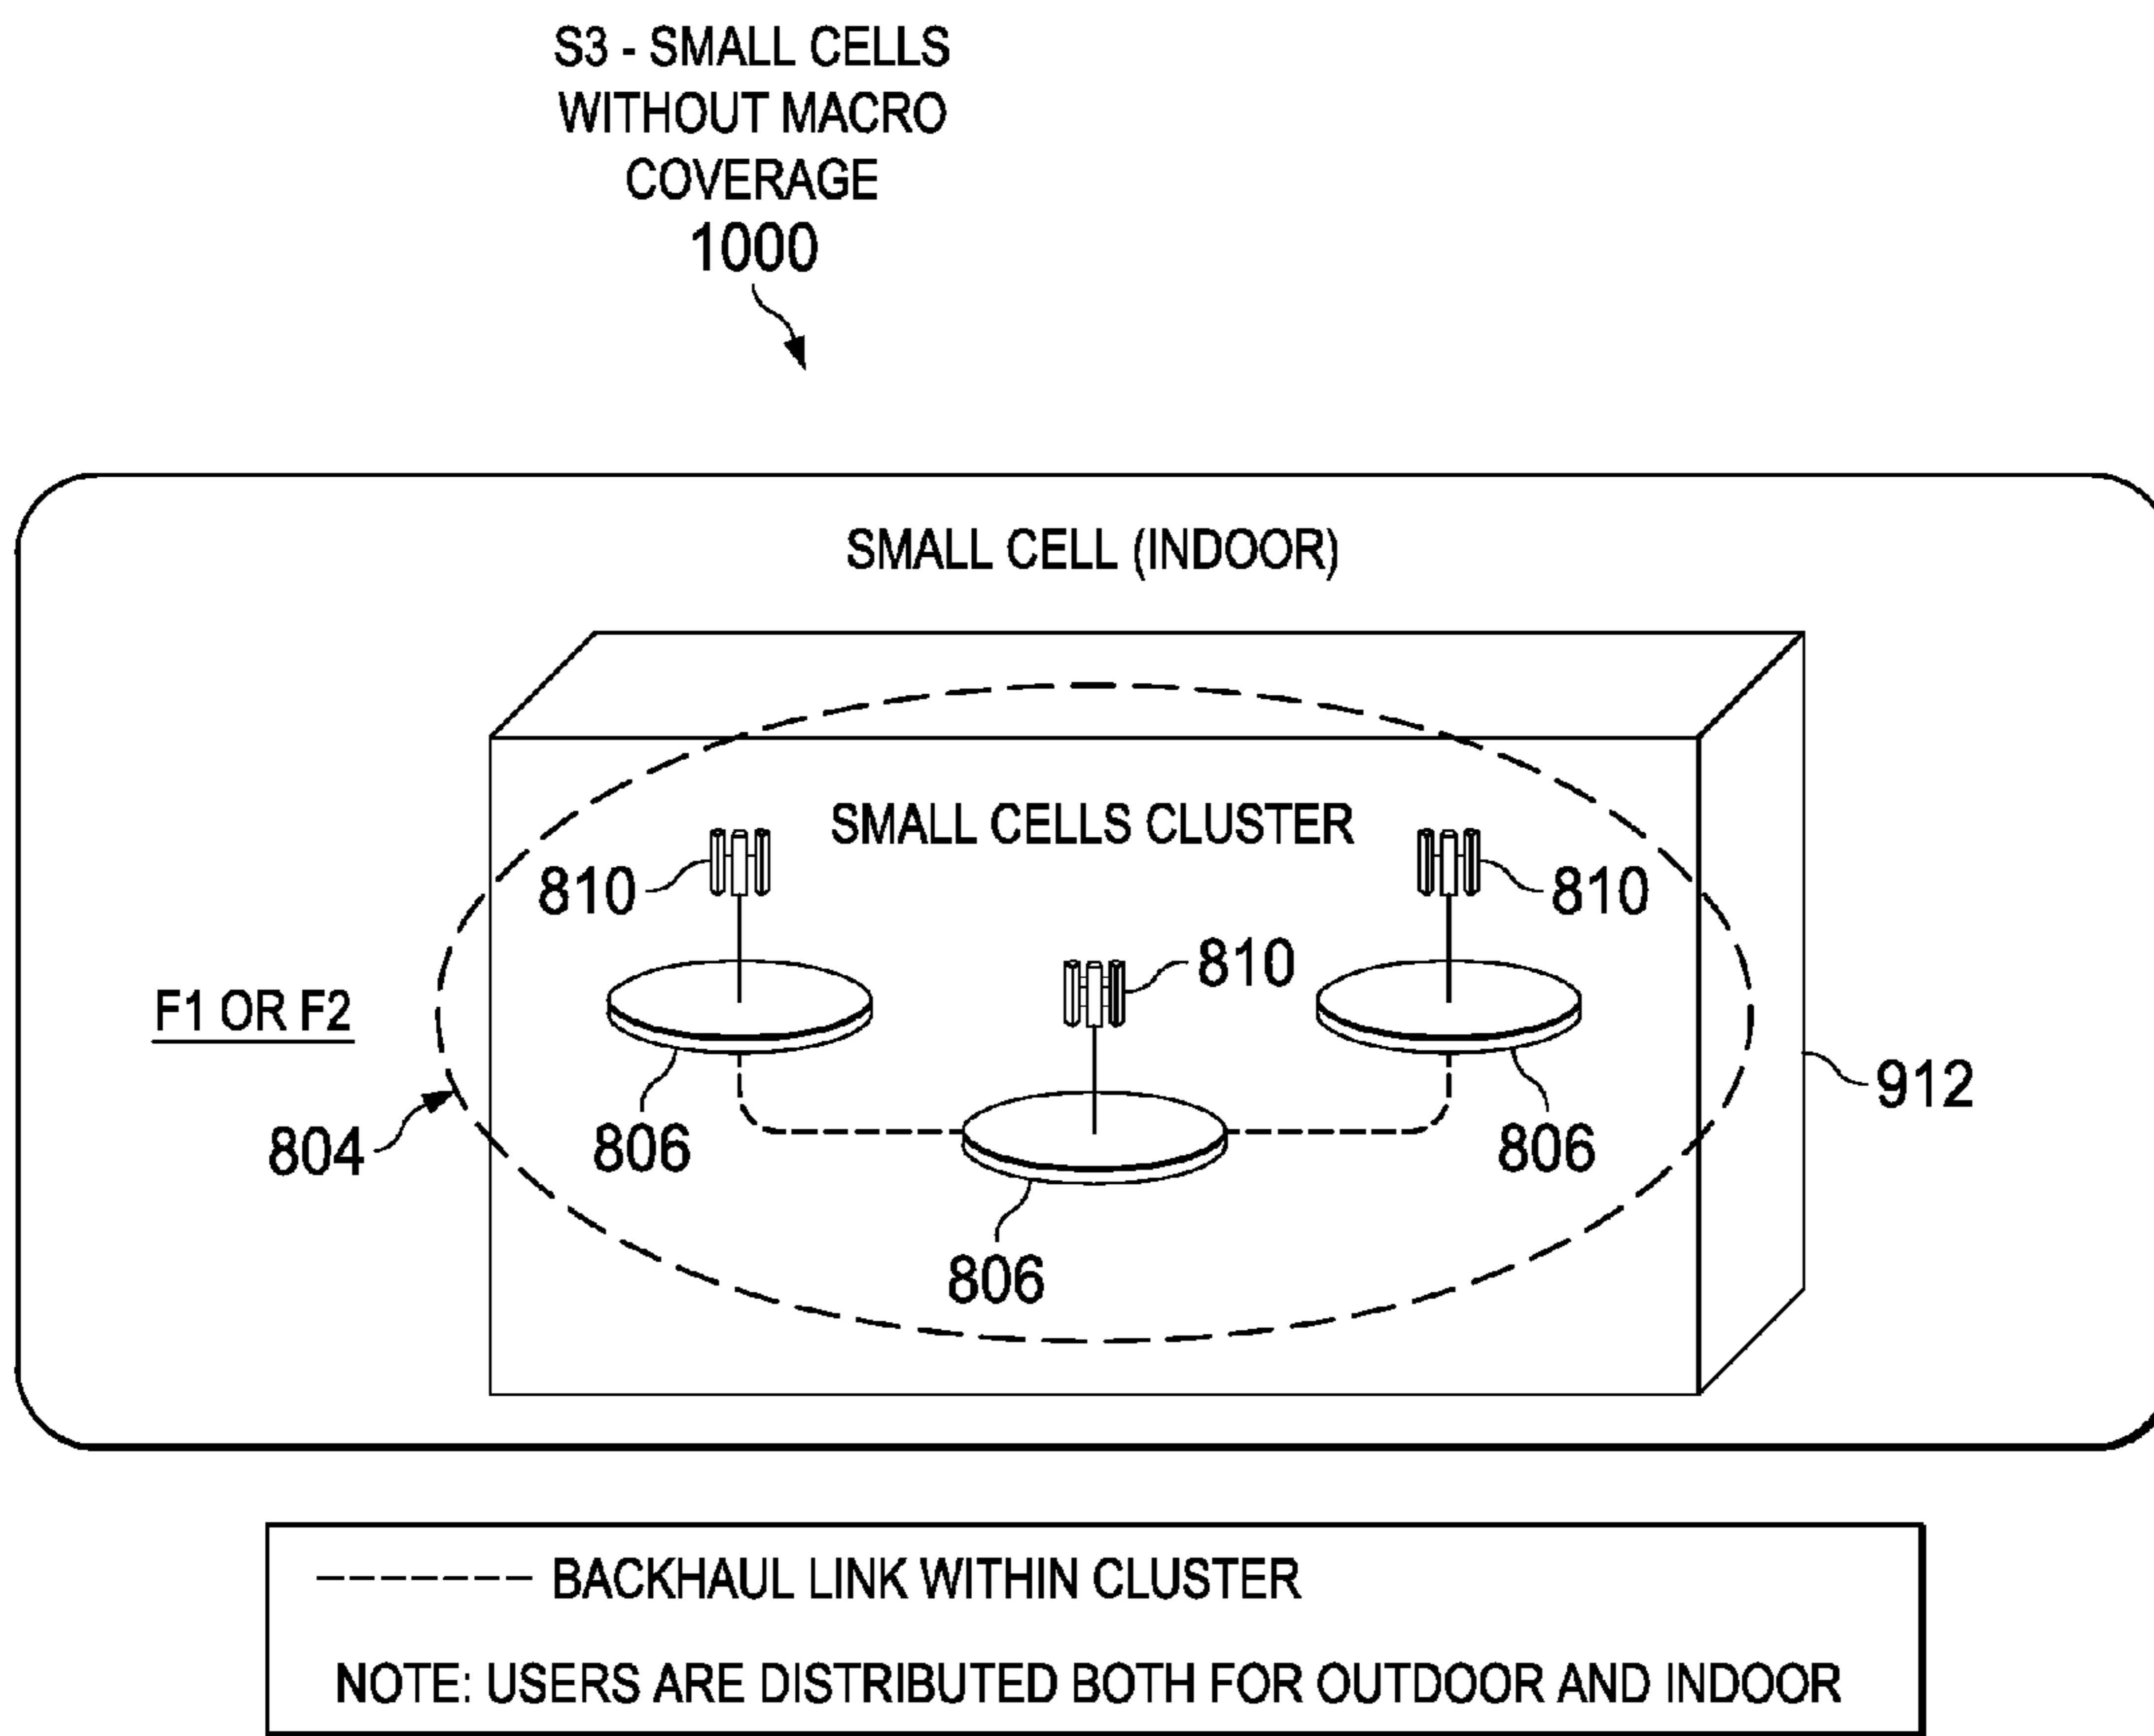 S3 - SMALL CELLS
WITHOUT MACRO
COVERAGE
1000
SMALL CELL (INDOOR)
SMALL CELLS CLUSTER
810
810
810
F1 OR F2
912
804
806
806
806
BACKHAUL LINK WITHIN CLUSTER
NOTE: USERS ARE DISTRIBUTED BOTH FOR OUTDOOR AND INDOOR